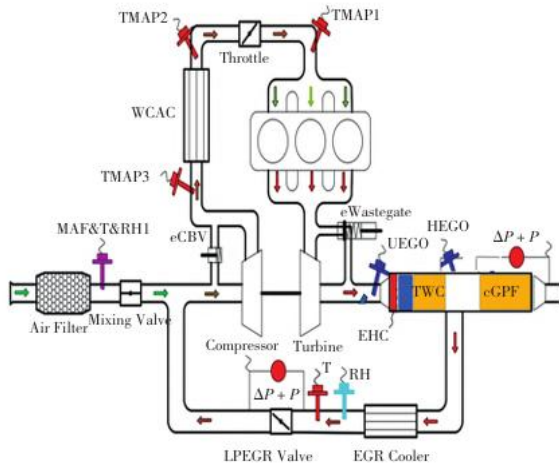 TMAP2
TMAP1
Throttle
WCAC
TMAP3
eWastegate
HEGO
ΔP + P
MAF&T&RH1
eCBV
UEGO
TWC
cGPF
Air Filter
Mixing Valve
Compressor
Turbine
EHC
ΔP + P
T
RH
LPEGR Valve
EGR Cooler